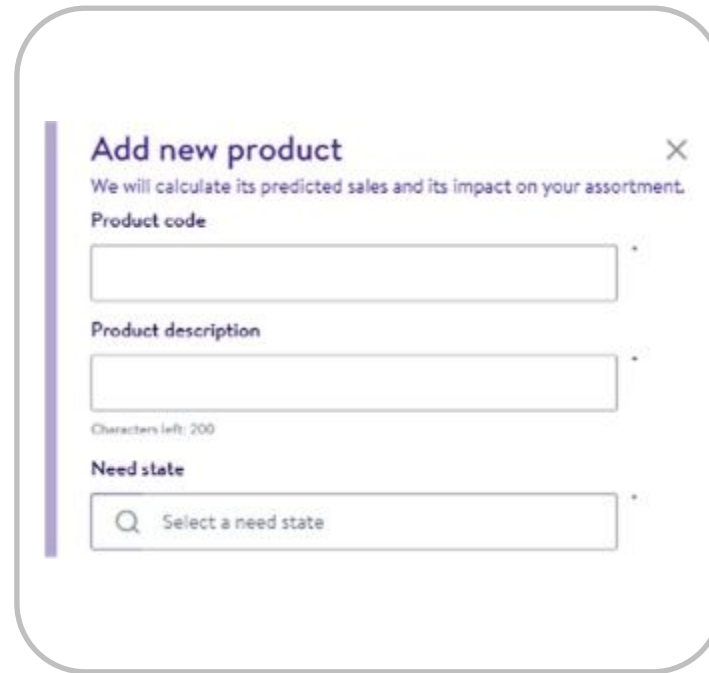 Add new product
We will calculate its predicted sales and its impact on your assortment.
Product code
*
Product description
*
Characters left: 200
Need state
Select a need state
*